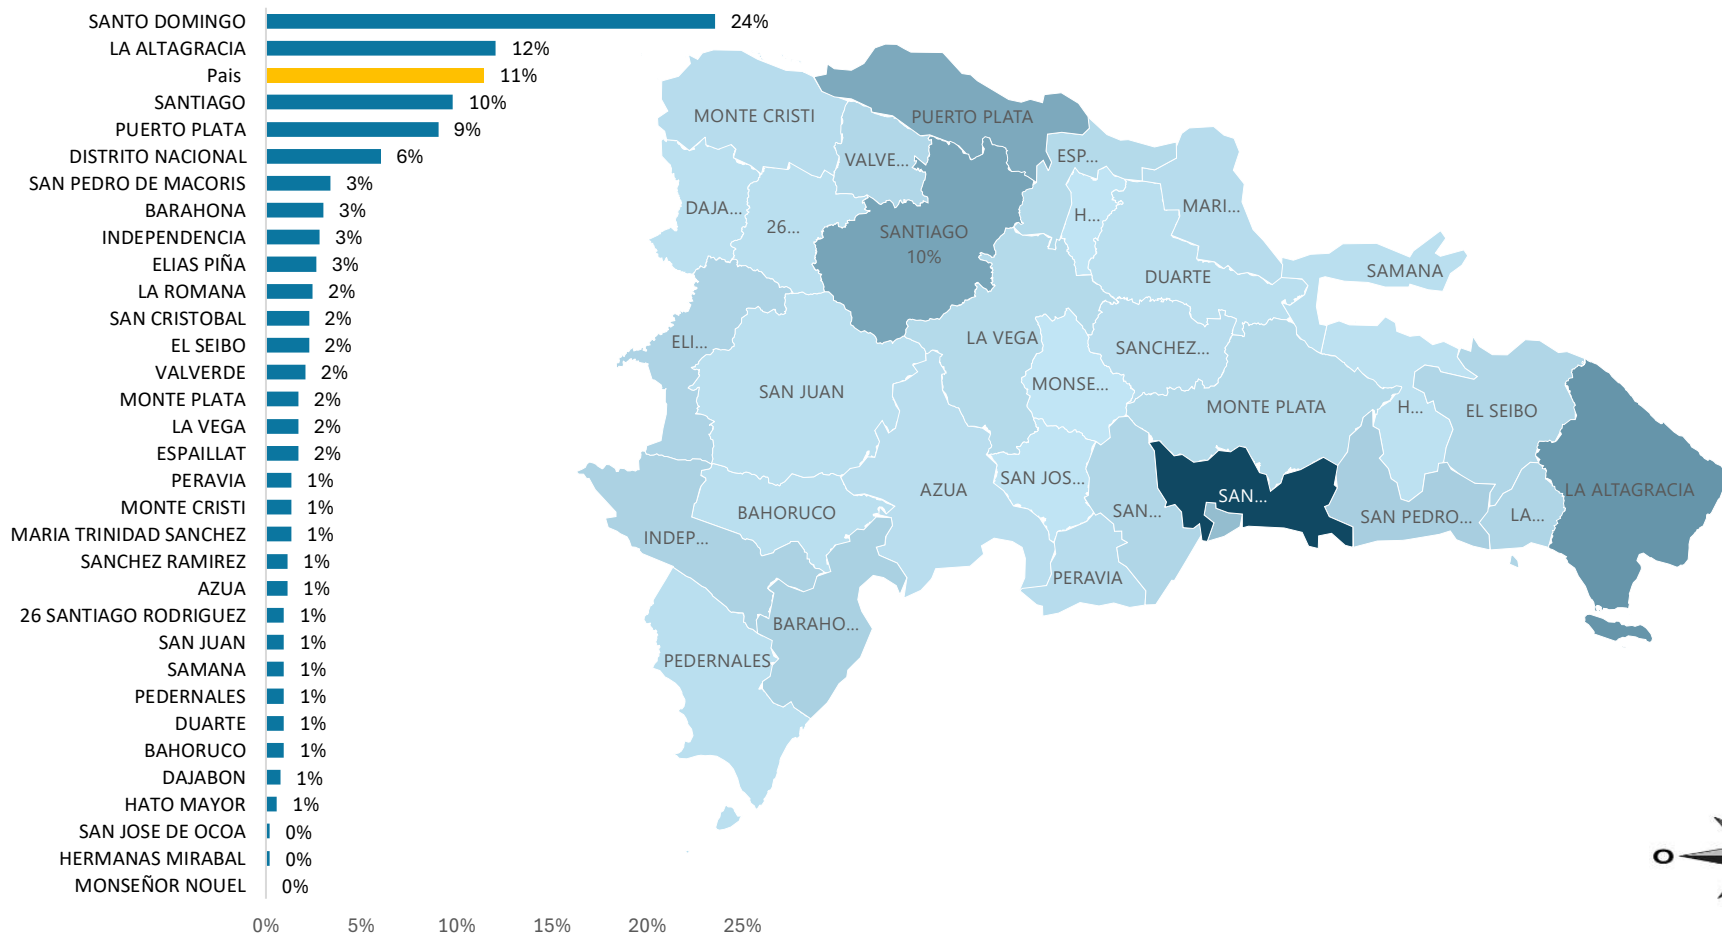 SANTO DOMINGO 24%
LA ALTAGRACIA 12%
Pais 11%
SANTIAGO 10%
PUERTO PLATA 9%
DISTRITO NACIONAL 6%
SAN PEDRO DE MACORIS 3%
BARAHONA 3%
INDEPENDENCIA 3%
ELIAS PIÑA 3%
LA ROMANA 2%
SAN CRISTOBAL 2%
EL SEIBO 2%
VALVERDE 2%
MONTE PLATA 2%
LA VEGA 2%
ESPAILLAT 2%
PERAVIA 1%
MONTE CRISTI 1%
MARIA TRINIDAD SANCHEZ 1%
SANCHEZ RAMIREZ 1%
AZUA 1%
26 SANTIAGO RODRIGUEZ 1%
SAN JUAN 1%
SAMANA 1%
PEDERNALES 1%
DUARTE 1%
BAHORUCO 1%
DAJABON 1%
HATO MAYOR 1%
SAN JOSE DE OCOA 0%
HERMANAS MIRABAL 0%
MONSEÑOR NOUEL 0%
0% 5% 10% 15% 20% 25%
MONTE CRISTI
PUERTO PLATA
VALVE...
ESP...
DAJA...
26...
SANTIAGO
10%
H...
MARI...
DUARTE
SAMANA
ELI...
LA VEGA
SANCHEZ...
SAN JUAN
MONSE...
MONTE PLATA
H...
EL SEIBO
AZUA
SAN JOS...
SAN...
SAN...
SAN PEDRO...
LA...
LA ALTAGRACIA
BAHORUCO
INDEP...
PERAVIA
BARAHO...
PEDERNALES
O